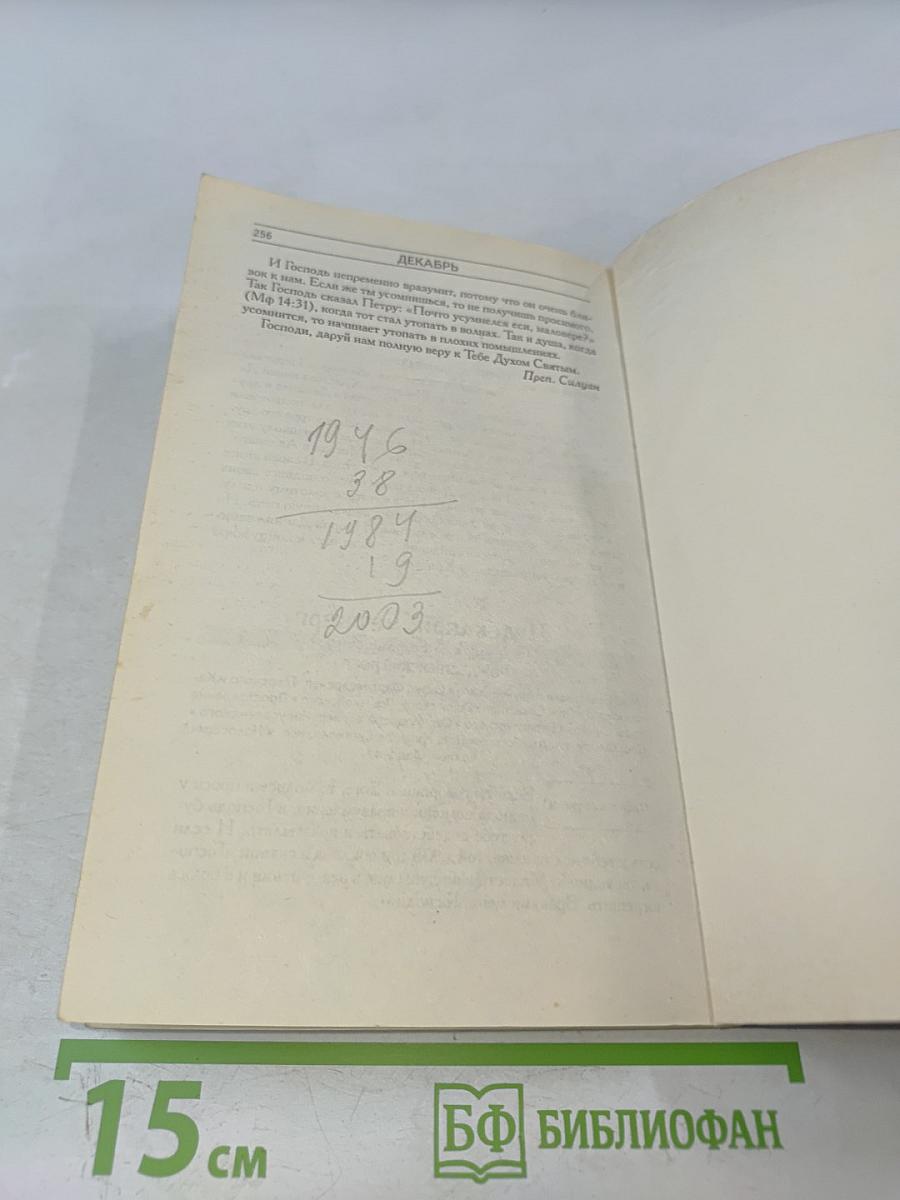 256
ДЕКАБРЬ
И Господь непременно вразумит, потому что он очень бли-
зок к нам. Если же ты усомнишься, то не получишь просимого.
Так Господь сказал Петру: «Почто усумнелся еси, маловере?»
(Мф 14:31), когда тот стал утопать в волнах. Так и душа, когда
усомнится, то начинает утопать в плохих помышлениях.
Господи, даруй нам полную веру к Тебе Духом Святым.
Преп. Силуан
1946
38
1984
19
2003
15 см
БФ БИБЛИОФАН